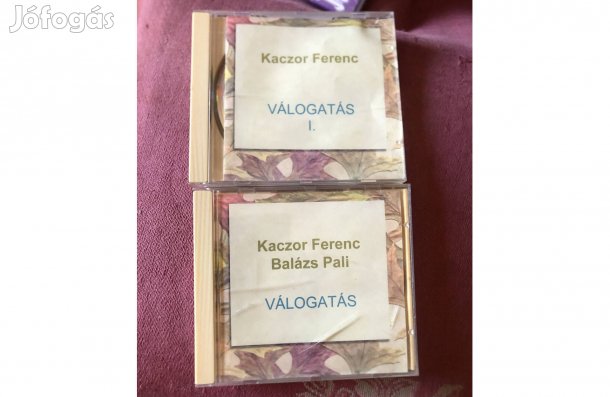 Jófogás
Kaczor Ferenc
VÁLOGATÁS
I.
Kaczor Ferenc
Balázs Pali
VÁLOGATÁS